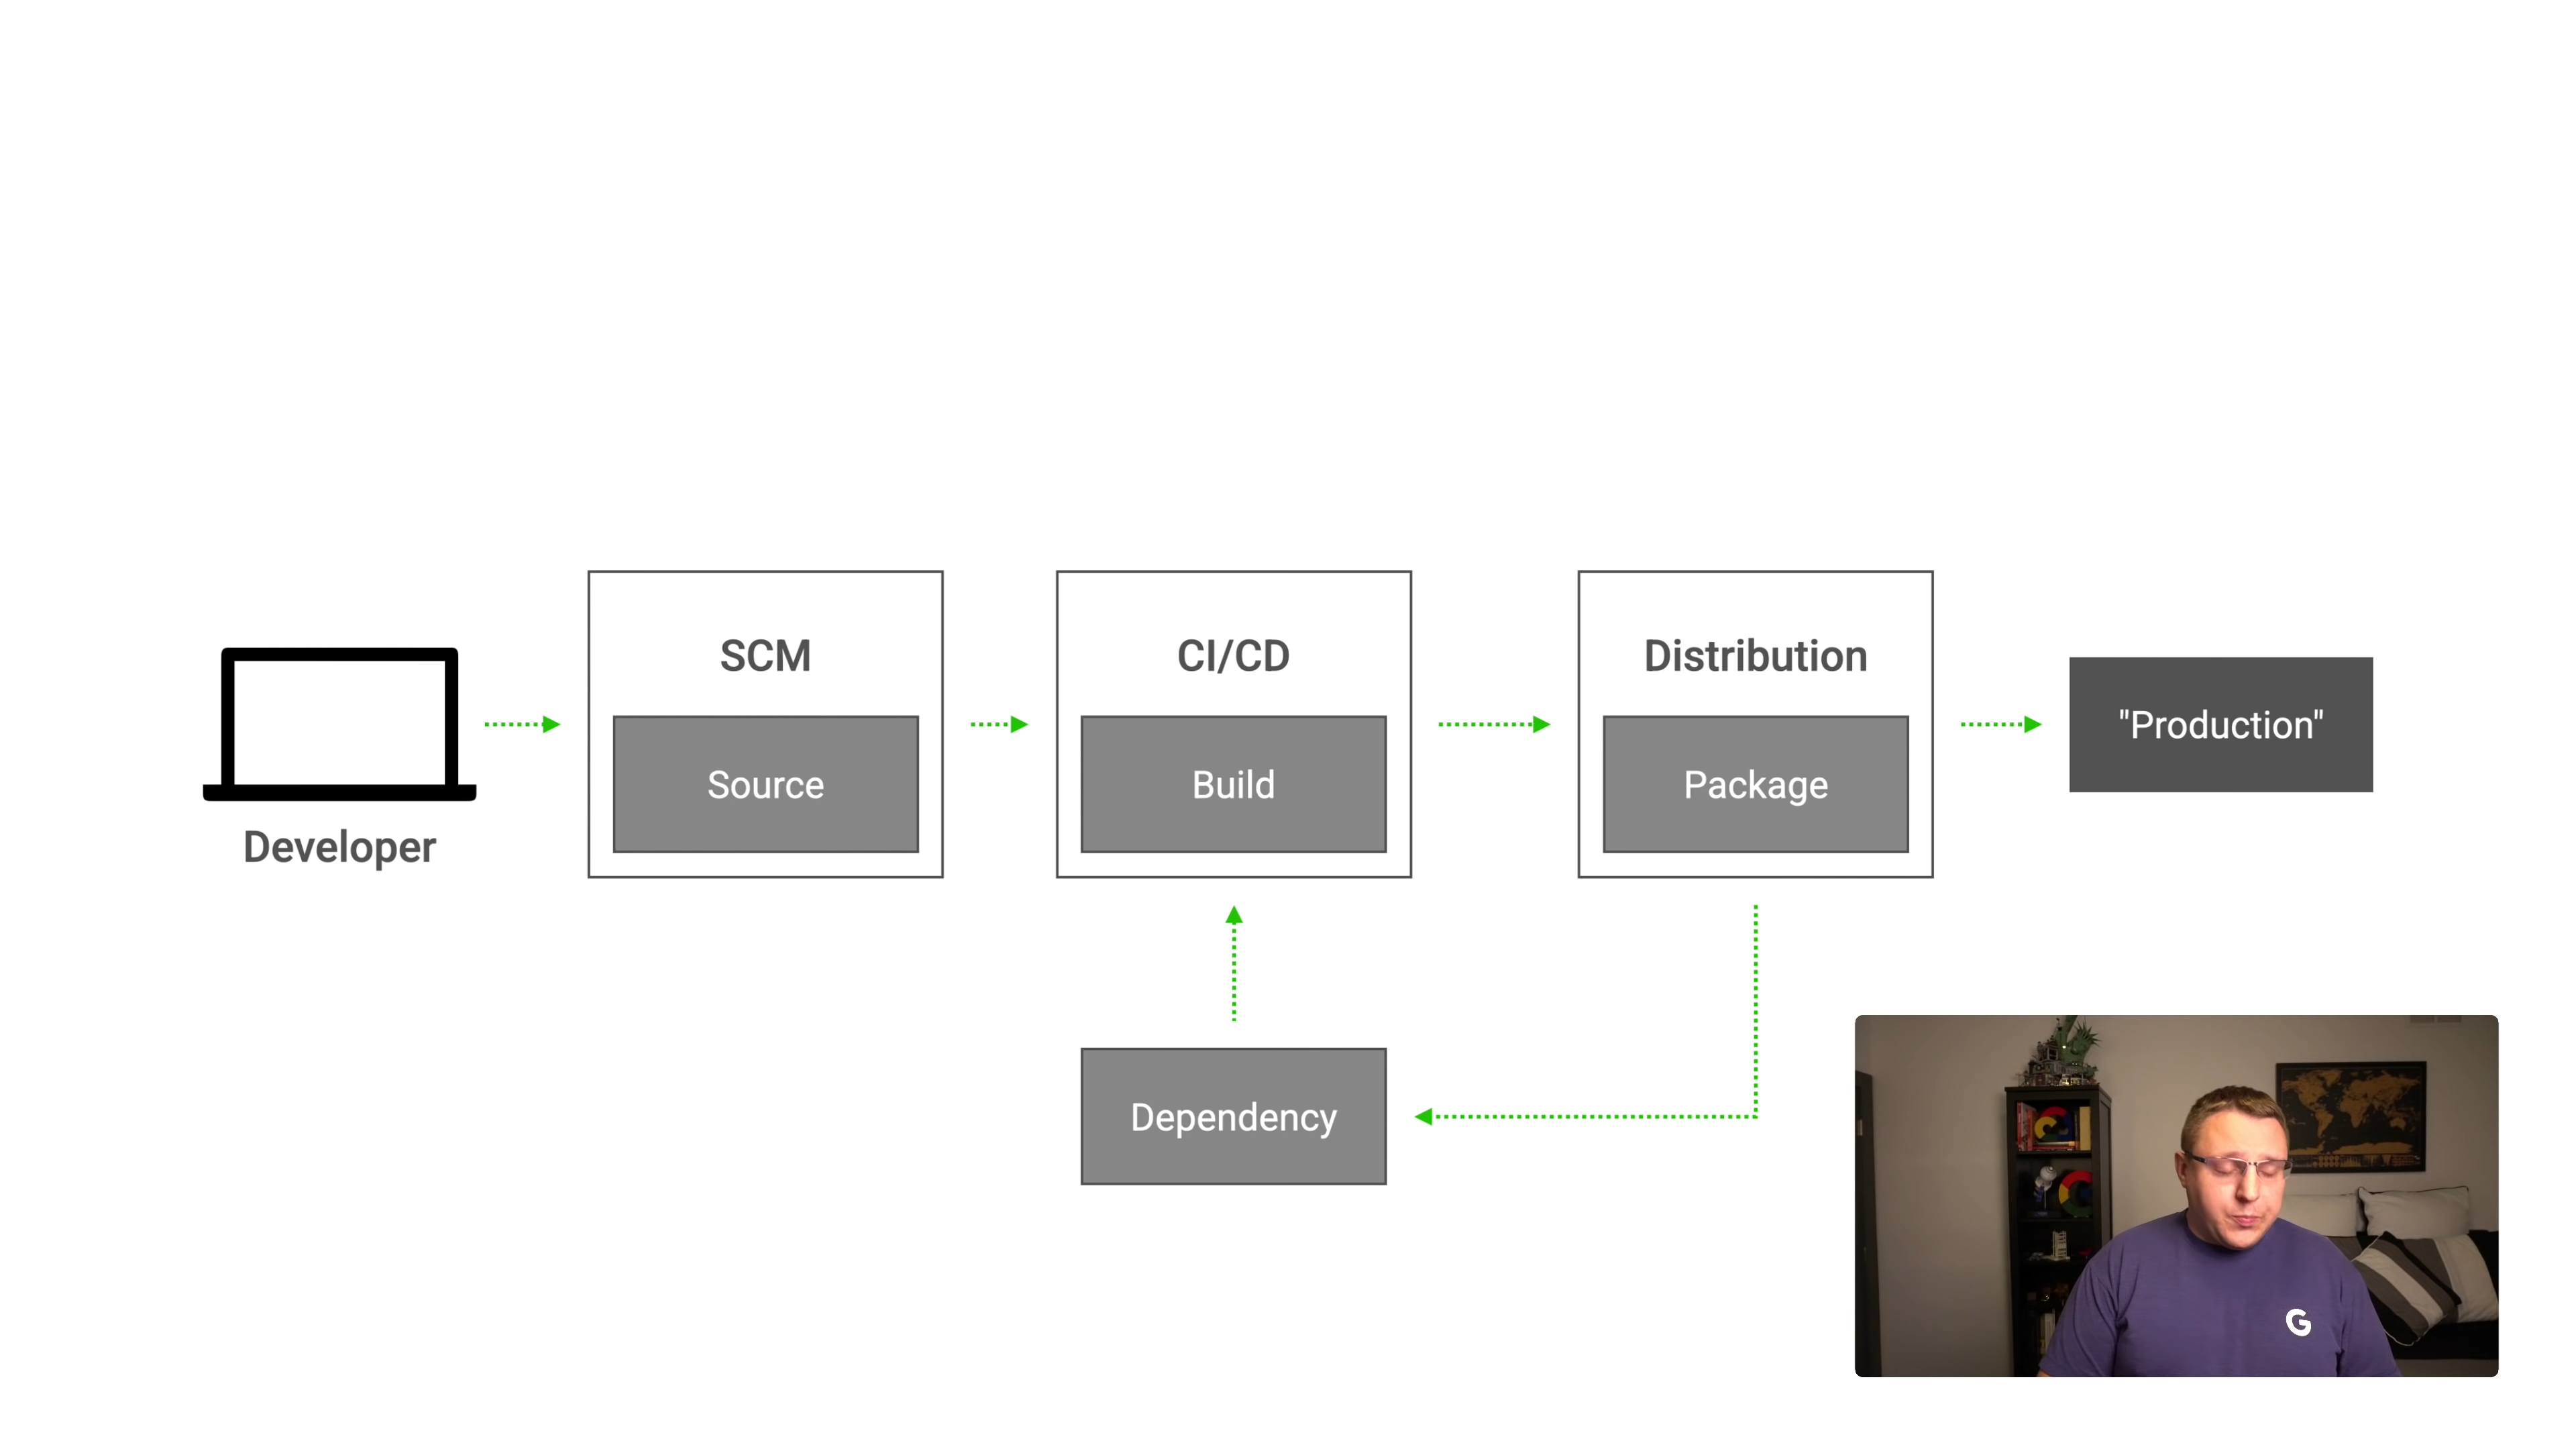 Developer
SCM
Source
CI/CD
Build
Distribution
Package
"Production"
Dependency
G